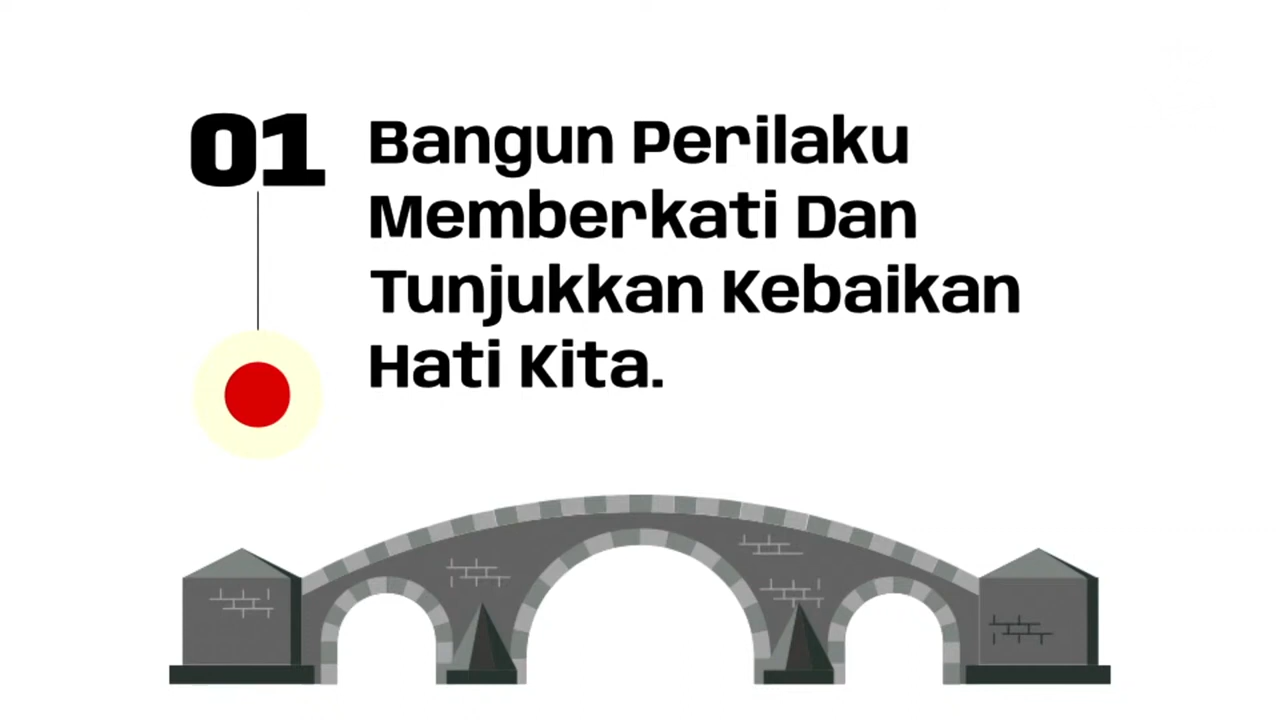 01
Bangun Perilaku
Memberkati Dan
Tunjukkan Kebaikan
Hati Kita.